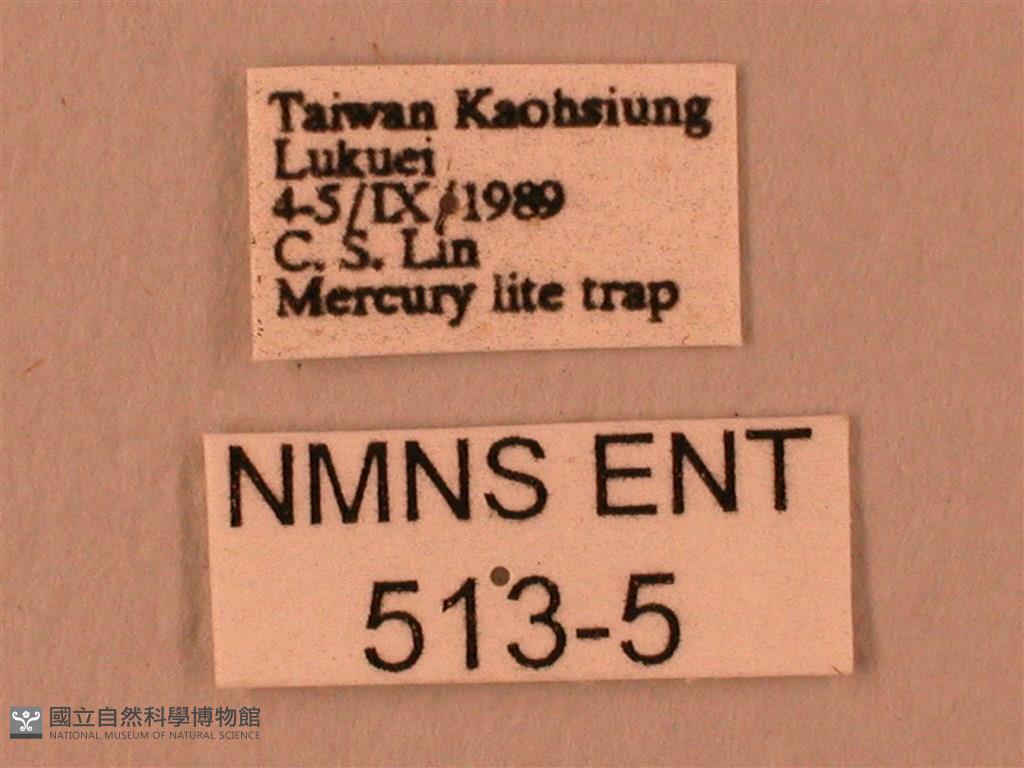 Taiwan Kaohsiung
Lukuei
4-5/IX/1989
C. S. Lin
Mercury lite trap
NMNS ENT
513-5
國立自然科學博物館
NATIONAL MUSEUM OF NATURAL SCIENCE